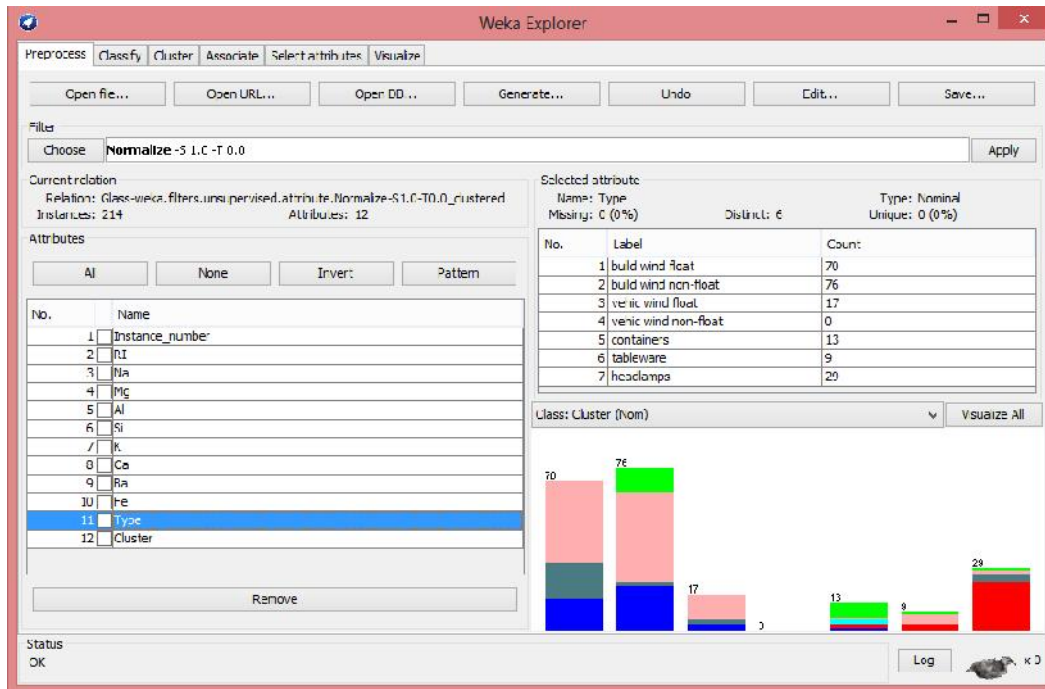 Weka Explorer
Preprocess Classify Cluster Associate Select attributes Visualize
Open file... Open URL... Open DB... Generate... Undo Edit... Save...
Filter
Choose Normalize -S 1.0 -T 0.0 Apply
Current relation
Relation: Glass-weka.filters.unsupervised.attribute.Normalize-S1.0-T0.0_clustered
Instances: 214 Attributes: 12
Attributes
All None Invert Pattern
No. Name
1 Instance_number
2 RI
3 Na
4 Mg
5 Al
6 Si
7 K
8 Ca
9 Ba
10 Fe
11 Type
12 Cluster
Remove
Selected attribute
Name: Type Type: Nominal
Missing: 0 (0%) Distinct: 6 Unique: 0 (0%)
No. Label Count
1 build wind float 70
2 build wind non-float 76
3 vehic wind float 17
4 vehic wind non-float 0
5 containers 13
6 tableware 9
7 headlamps 29
Class: Cluster (Nom) Visualize All
70 76 17 0 13 9 29
Status
OK Log x 0